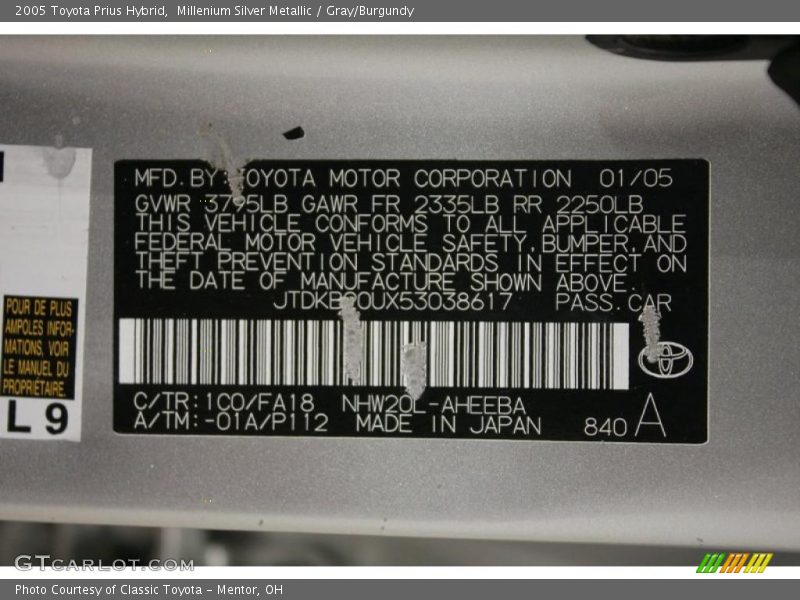 2005 Toyota Prius Hybrid,  Millenium Silver Metallic / Gray/Burgundy
MFD. BY TOYOTA MOTOR CORPORATION 01/05
GVWR LB GAWR FR 2335LB RR 2250LB
THIS VEHICLE CONFORMS TO ALL APPLICABLE
FEDERAL MOTOR VEHICLE SAFETY, BUMPER, AND
THEFT PREVENTION STANDARDS IN EFFECT ON
THE DATE OF MANUFACTURE SHOWN ABOVE.
PASS. CAR
C/TR: 1C0/FA18 NHW20L-AHEEBA
A/TM: -01A/P112 MADE IN JAPAN 840 A
POUR DE PLUS
AMPOLES INFOR-
MATIONS, VOIR
LE MANUEL DU
PROPRIÉTAIRE.
L 9
GTCARLOT.COM
Photo Courtesy of Classic Toyota - Mentor, OH